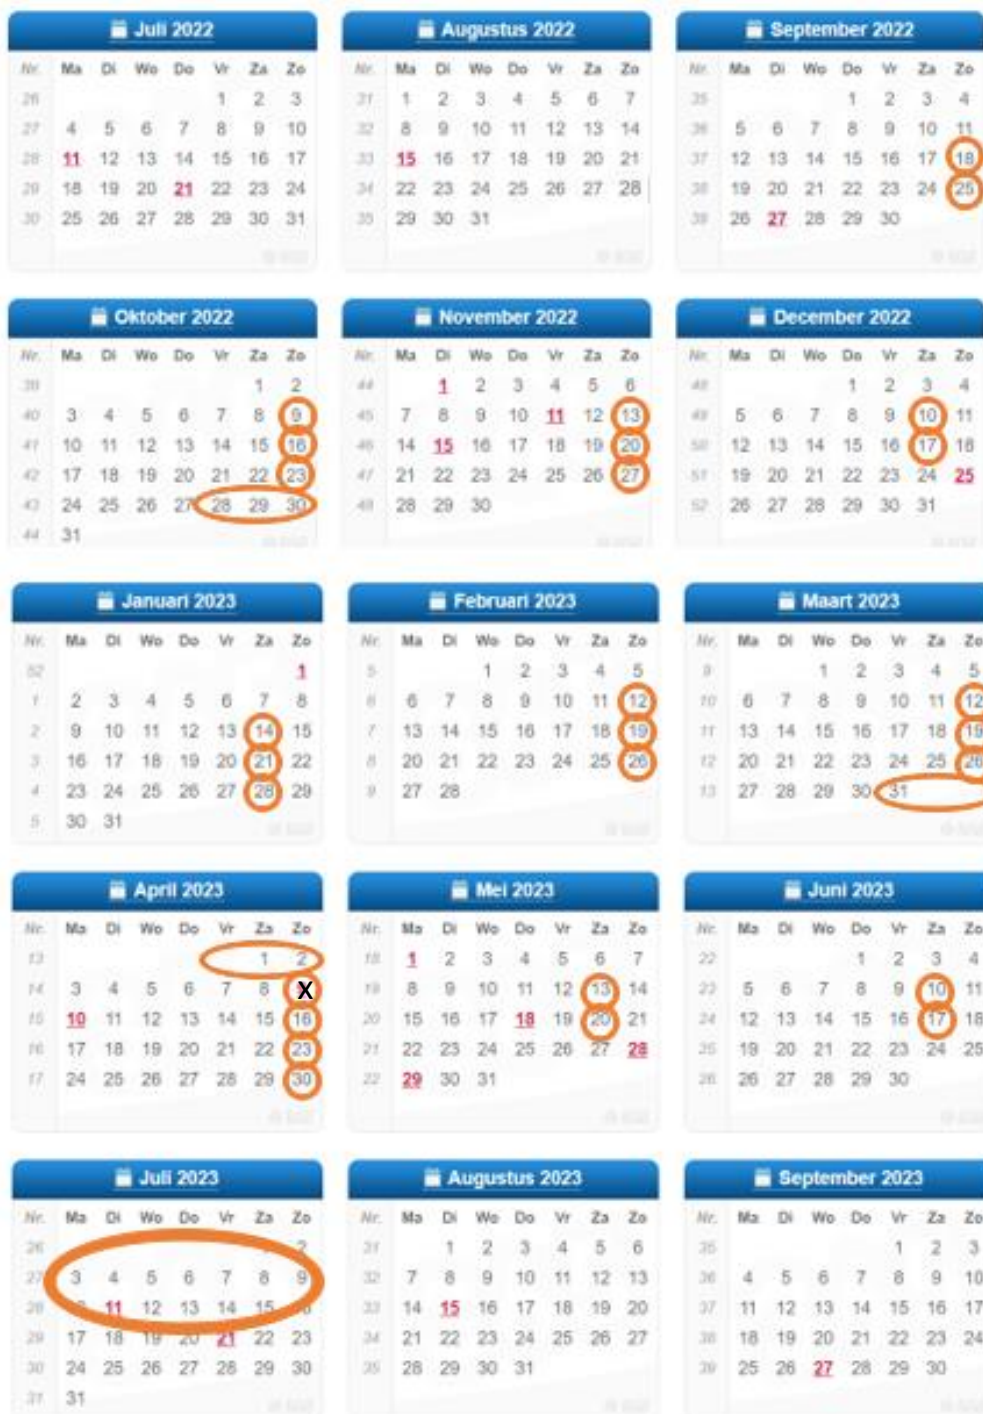 Juli 2022
Nr. Ma Di Wo Do Vr Za Zo
26 1 2 3
27 4 5 6 7 8 9 10
28 11 12 13 14 15 16 17
29 18 19 20 21 22 23 24
30 25 26 27 28 29 30 31
Augustus 2022
Nr. Ma Di Wo Do Vr Za Zo
31 1 2 3 4 5 6 7
32 8 9 10 11 12 13 14
33 15 16 17 18 19 20 21
34 22 23 24 25 26 27 28
35 29 30 31
September 2022
Nr. Ma Di Wo Do Vr Za Zo
35 1 2 3 4
36 5 6 7 8 9 10 11
37 12 13 14 15 16 17 18
38 19 20 21 22 23 24 25
39 26 27 28 29 30
Oktober 2022
Nr. Ma Di Wo Do Vr Za Zo
39 1 2
40 3 4 5 6 7 8 9
41 10 11 12 13 14 15 16
42 17 18 19 20 21 22 23
43 24 25 26 27 28 29 30
44 31
November 2022
Nr. Ma Di Wo Do Vr Za Zo
44 1 2 3 4 5 6
45 7 8 9 10 11 12 13
46 14 15 16 17 18 19 20
47 21 22 23 24 25 26 27
48 28 29 30
December 2022
Nr. Ma Di Wo Do Vr Za Zo
48 1 2 3 4
49 5 6 7 8 9 10 11
50 12 13 14 15 16 17 18
51 19 20 21 22 23 24 25
52 26 27 28 29 30 31
Januari 2023
Nr. Ma Di Wo Do Vr Za Zo
52 1
1 2 3 4 5 6 7 8
2 9 10 11 12 13 14 15
3 16 17 18 19 20 21 22
4 23 24 25 26 27 28 29
5 30 31
Februari 2023
Nr. Ma Di Wo Do Vr Za Zo
5 1 2 3 4 5
6 6 7 8 9 10 11 12
7 13 14 15 16 17 18 19
8 20 21 22 23 24 25 26
9 27 28
Maart 2023
Nr. Ma Di Wo Do Vr Za Zo
9 1 2 3 4 5
10 6 7 8 9 10 11 12
11 13 14 15 16 17 18 19
12 20 21 22 23 24 25 26
13 27 28 29 30 31
April 2023
Nr. Ma Di Wo Do Vr Za Zo
13 1 2
14 3 4 5 6 7 8 X
15 10 11 12 13 14 15 16
16 17 18 19 20 21 22 23
17 24 25 26 27 28 29 30
Mei 2023
Nr. Ma Di Wo Do Vr Za Zo
18 1 2 3 4 5 6 7
19 8 9 10 11 12 13 14
20 15 16 17 18 19 20 21
21 22 23 24 25 26 27 28
22 29 30 31
Juni 2023
Nr. Ma Di Wo Do Vr Za Zo
22 1 2 3 4
23 5 6 7 8 9 10 11
24 12 13 14 15 16 17 18
25 19 20 21 22 23 24 25
26 26 27 28 29 30
Juli 2023
Nr. Ma Di Wo Do Vr Za Zo
26 2
27 3 4 5 6 7 8 9
28 11 12 13 14 15
29 17 18 19 20 21 22 23
30 24 25 26 27 28 29 30
31 31
Augustus 2023
Nr. Ma Di Wo Do Vr Za Zo
31 1 2 3 4 5 6
32 7 8 9 10 11 12 13
33 14 15 16 17 18 19 20
34 21 22 23 24 25 26 27
35 28 29 30 31
September 2023
Nr. Ma Di Wo Do Vr Za Zo
35 1 2 3
36 4 5 6 7 8 9 10
37 11 12 13 14 15 16 17
38 18 19 20 21 22 23 24
39 25 26 27 28 29 30